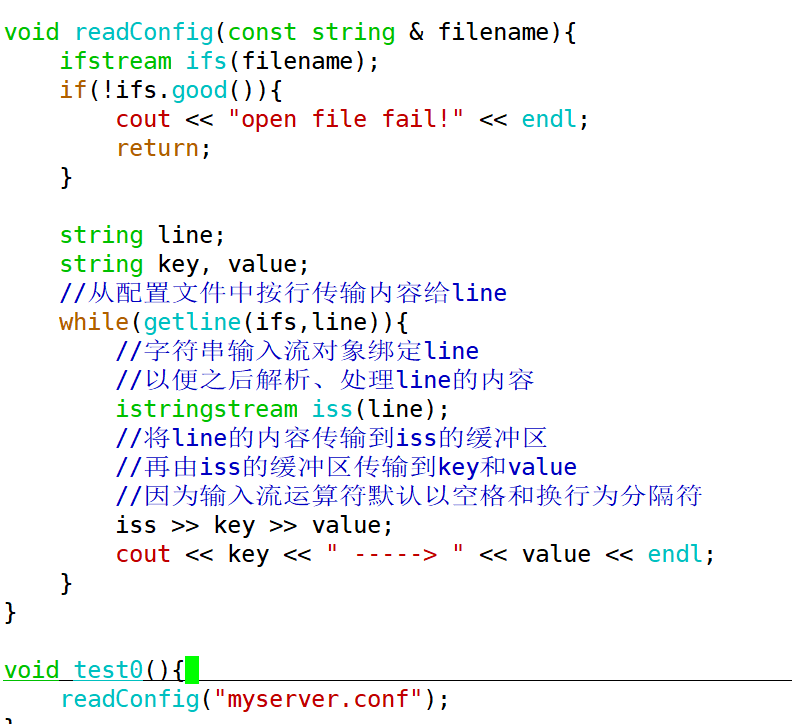 void readConfig(const string & filename){
    ifstream ifs(filename);
    if(!ifs.good()){
        cout << "open file fail!" << endl;
        return;
    }

    string line;
    string key, value;
    //从配置文件中按行传输内容给line
    while(getline(ifs,line)){
        //字符串输入流对象绑定line
        //以便之后解析、处理line的内容
        istringstream iss(line);
        //将line的内容传输到iss的缓冲区
        //再由iss的缓冲区传输到key和value
        //因为输入流运算符默认以空格和换行为分隔符
        iss >> key >> value;
        cout << key << " -----> " << value << endl;
    }
}

void test0(){
    readConfig("myserver.conf");
}